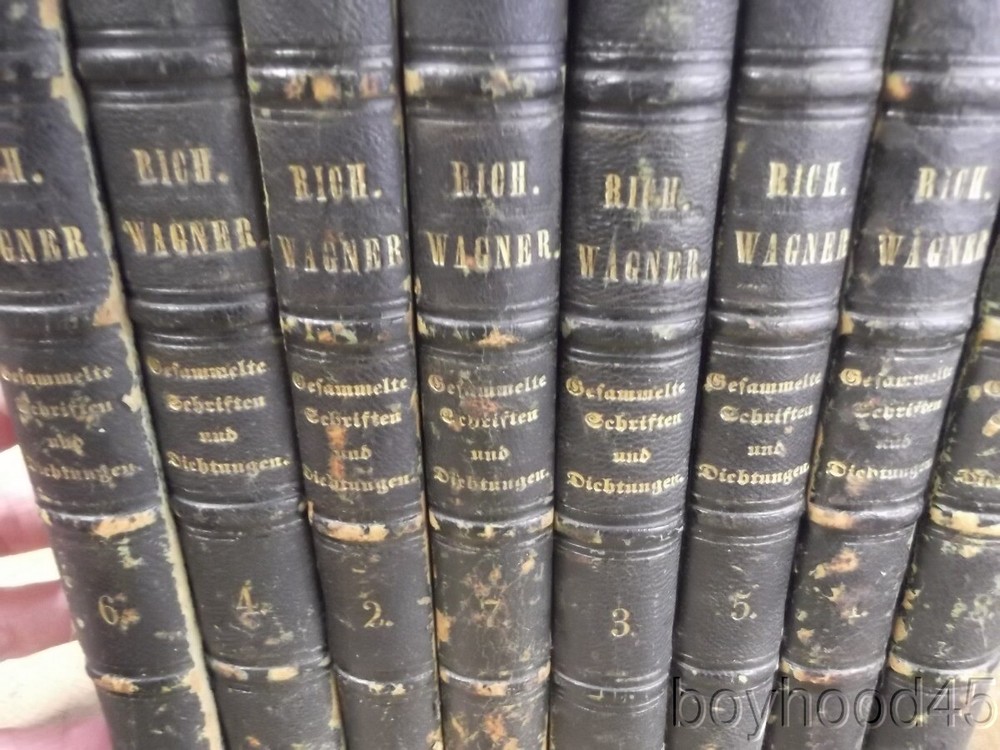 H.
GNER
Gesammelte
Schriften
und
Dichtungen.
6.
RICH.
WAGNER.
Gesammelte
Schriften
und
Dichtungen.
4.
RICH.
WAGNER
Gesammelte
Schriften
und
Dichtungen.
2.
RICH.
WAGNER.
Gesammelte
Schriften
und
Dichtungen.
7.
RICH.
WAGNER.
Gesammelte
Schriften
und
Dichtungen.
3.
RICH.
WAGNER
Gesammelte
Schriften
und
Dichtungen.
5.
RICH.
WAGNER
Gesammelte
Schriften
und
Dichtungen.
1.
boyhood45